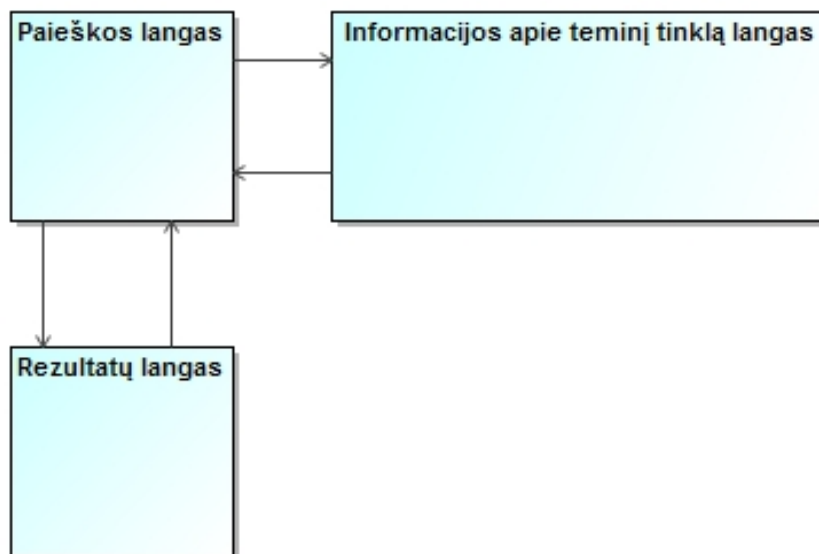 Paieškos langas
Informacijos apie teminį tinklą langas
Rezultatų langas